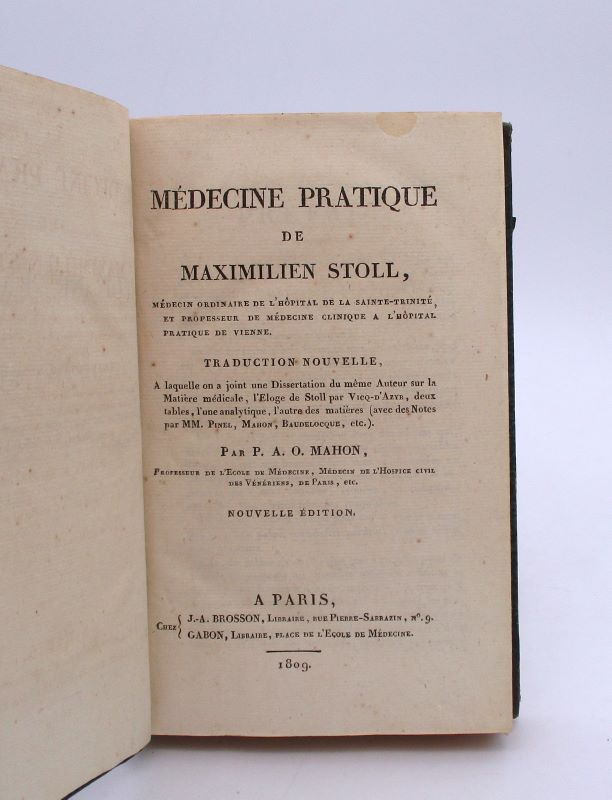 MÉDECINE PRATIQUE
DE
MAXIMILIEN STOLL,
MÉDECIN ORDINAIRE DE L'HÔPITAL DE LA SAINTE-TRINITÉ,
ET PROFESSEUR DE MÉDECINE CLINIQUE A L'HÔPITAL
PRATIQUE DE VIENNE.
TRADUCTION NOUVELLE,
A laquelle on a joint une Dissertation du même Auteur sur la
Matière médicale, l'Eloge de Stoll par VICQ-D'AZYR, deux
tables, l'une analytique, l'autre des matières (avec des Notes
par MM. PINEL, MAHON, BAUDELOCQUE, etc.).
PAR P. A. O. MAHON,
PROFESSEUR DE L'ECOLE DE MÉDECINE, MÉDECIN DE L'HOSPICE CIVIL
DES VÉNÉRIENS, DE PARIS, etc.
NOUVELLE ÉDITION.
A PARIS,
CHEZ { J.-A. BROSSON, LIBRAIRE, RUE PIERRE-SARRAZIN, N°. 9.
GABON, LIBRAIRE, PLACE DE L'ECOLE DE MÉDECINE.
1809.